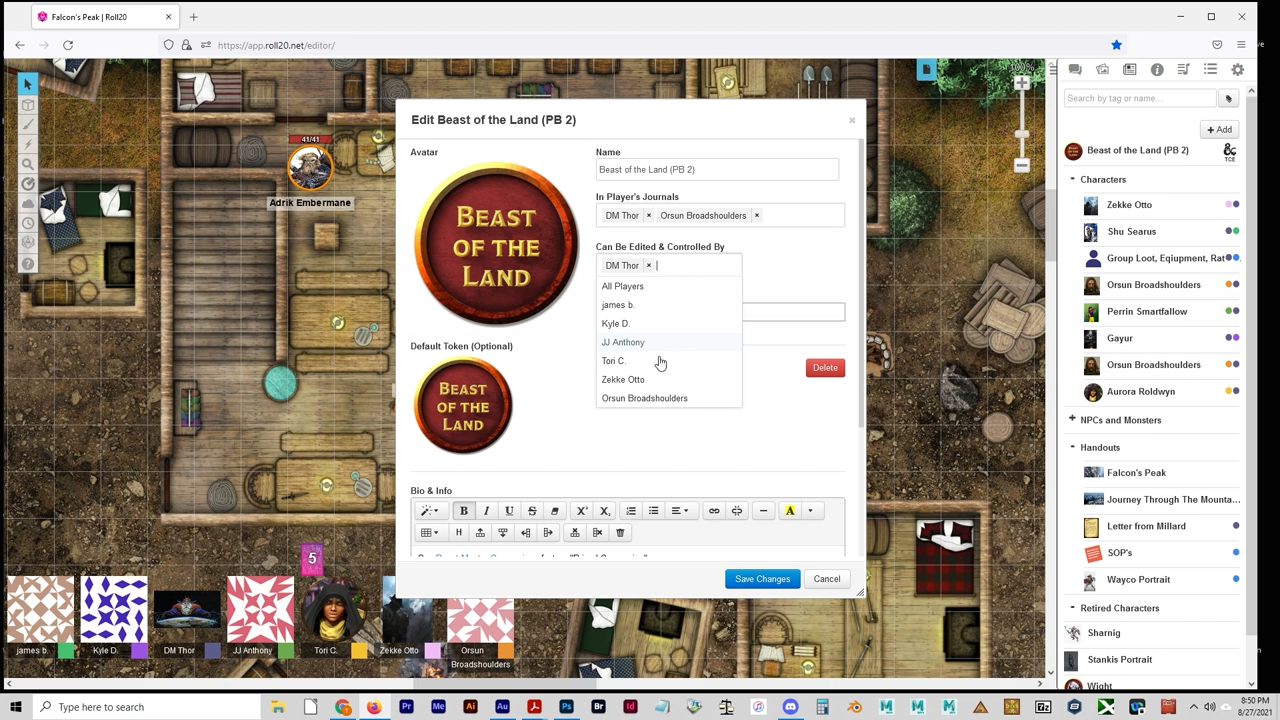 Falcon's Peak | Roll20
https://app.roll20.net/editor/
41/41
Adrik Embermane
Edit Beast of the Land (PB 2)
Avatar
BEAST
OF THE
LAND
Default Token (Optional)
BEAST
OF THE
LAND
Name
Beast of the Land (PB 2)
In Player's Journals
DM Thor × Orsun Broadshoulders ×
Can Be Edited & Controlled By
DM Thor ×
All Players
james b.
Kyle D.
JJ Anthony
Tori C.
Zekke Otto
Orsun Broadshoulders
Delete
Bio & Info
Save Changes
Cancel
Search by tag or name...
+ Add
Beast of the Land (PB 2)
TCE
Characters
Zekke Otto
Shu Searus
Group Loot, Eqiupment, Rat
Orsun Broadshoulders
Perrin Smartfallow
Gayur
Orsun Broadshoulders
Aurora Roldwyn
NPCs and Monsters
Handouts
Falcon's Peak
Journey Through The Mounta...
Letter from Millard
SOP's
Wayco Portrait
Retired Characters
Sharnig
Stankis Portrait
Wight
5
james b.
Kyle D.
DM Thor
JJ Anthony
Tori C.
Zekke Otto
Orsun
Broadshoulders
Type here to search
8:50 PM
8/27/2021